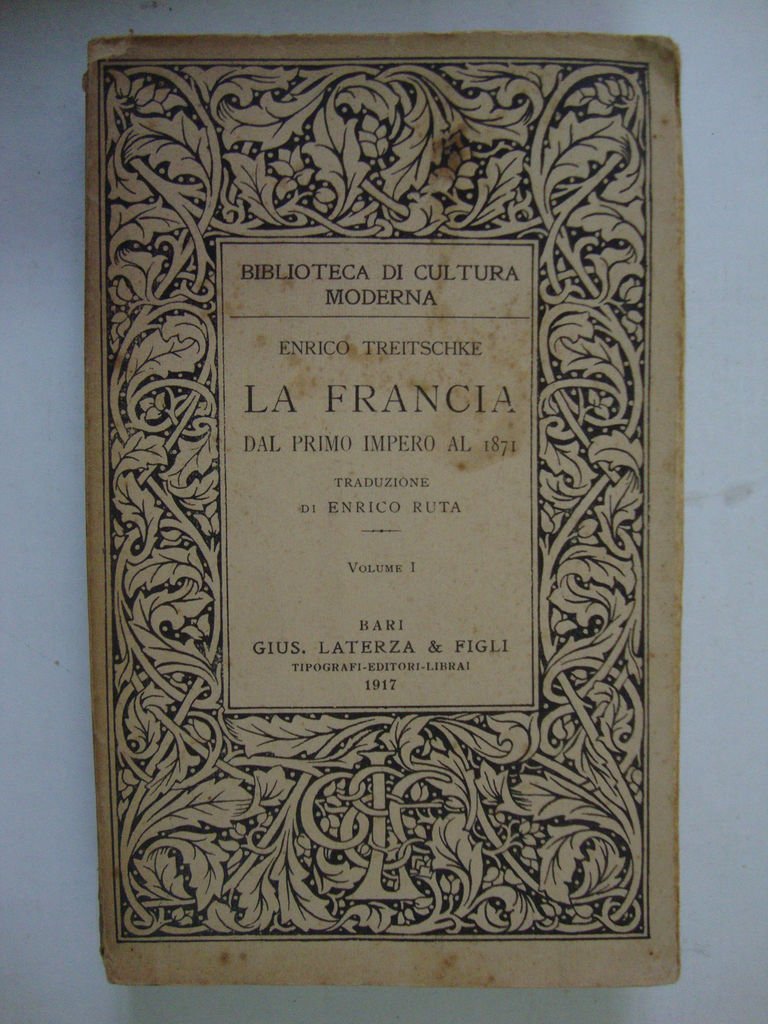 BIBLIOTECA DI CULTURA
MODERNA
ENRICO TREITSCHKE
LA FRANCIA
DAL PRIMO IMPERO AL 1871
TRADUZIONE
DI ENRICO RUTA
VOLUME I
BARI
GIUS. LATERZA & FIGLI
TIPOGRAFI-EDITORI-LIBRAI
1917